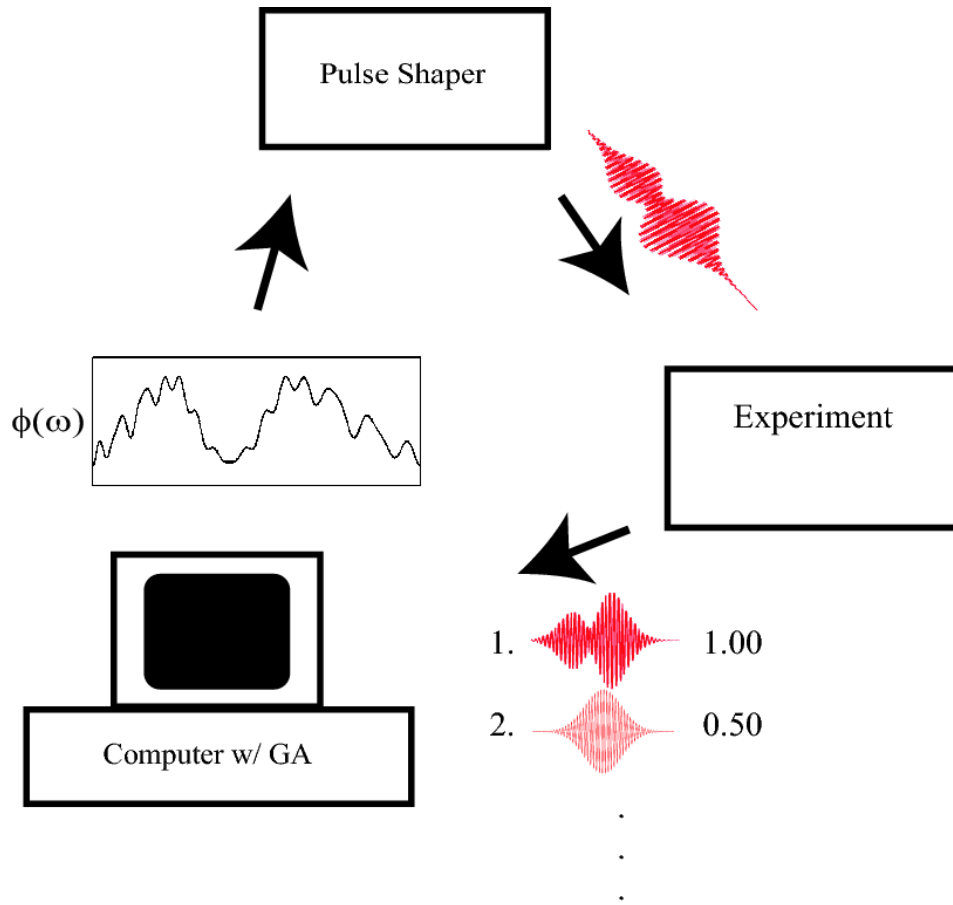 Pulse Shaper
ϕ(ω)
Experiment
1. 1.00
2. 0.50
.
.
.
Computer w/ GA